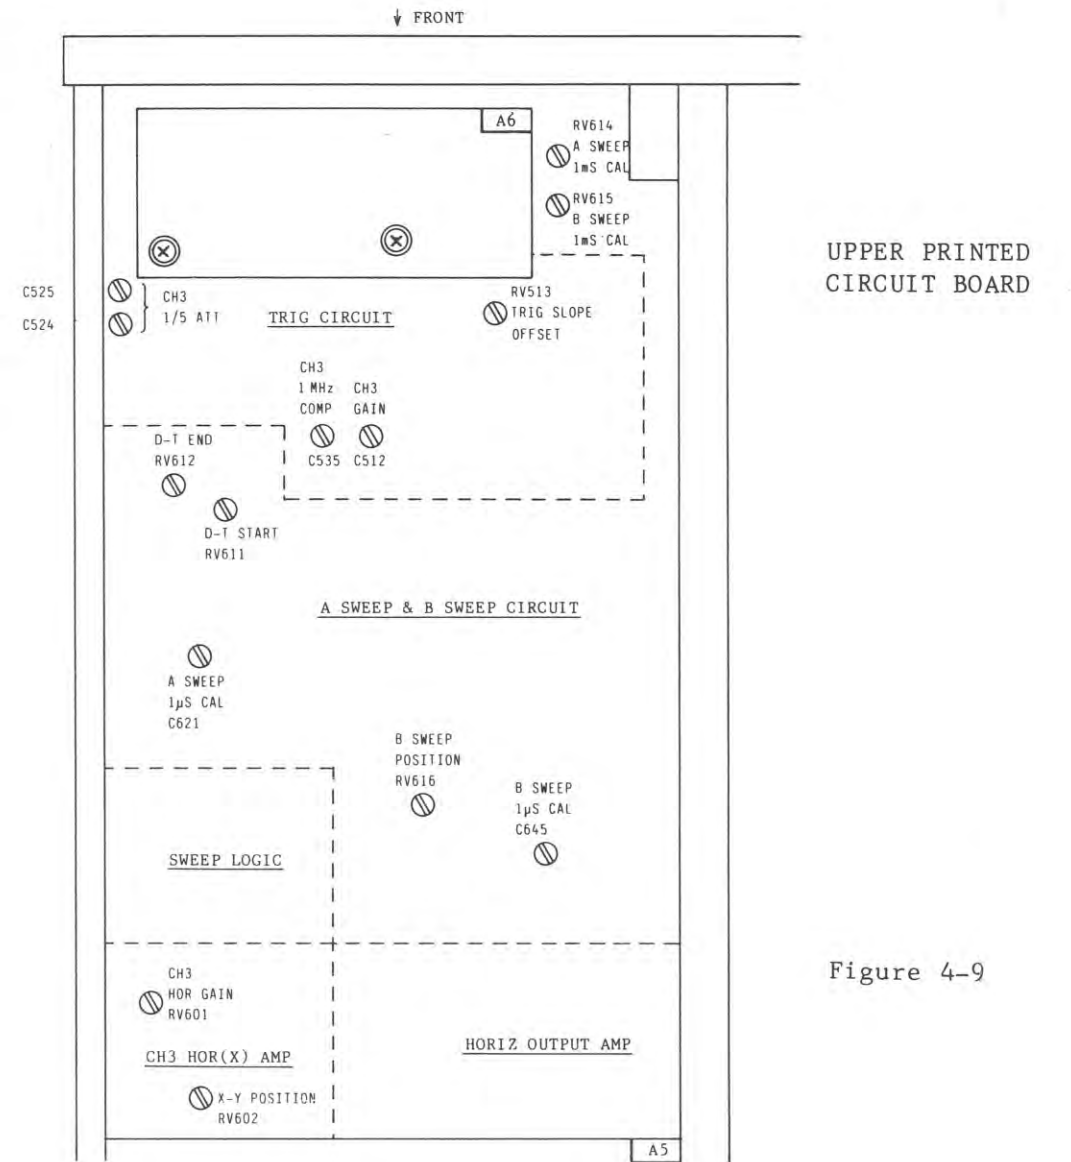 FRONT
A6
RV614
A SWEEP
1mS CAL
RV615
B SWEEP
1mS CAL
UPPER PRINTED
CIRCUIT BOARD
C525
C524
CH3
1/5 ATT
TRIG CIRCUIT
RV513
TRIG SLOPE
OFFSET
CH3
1 MHz
COMP
C535
CH3
GAIN
C512
D-T END
RV612
D-T START
RV611
A SWEEP & B SWEEP CIRCUIT
A SWEEP
1µS CAL
C621
B SWEEP
POSITION
RV616
B SWEEP
1µS CAL
C645
SWEEP LOGIC
Figure 4-9
CH3
HOR GAIN
RV601
CH3 HOR(X) AMP
HORIZ OUTPUT AMP
X-Y POSITION
RV602
A5